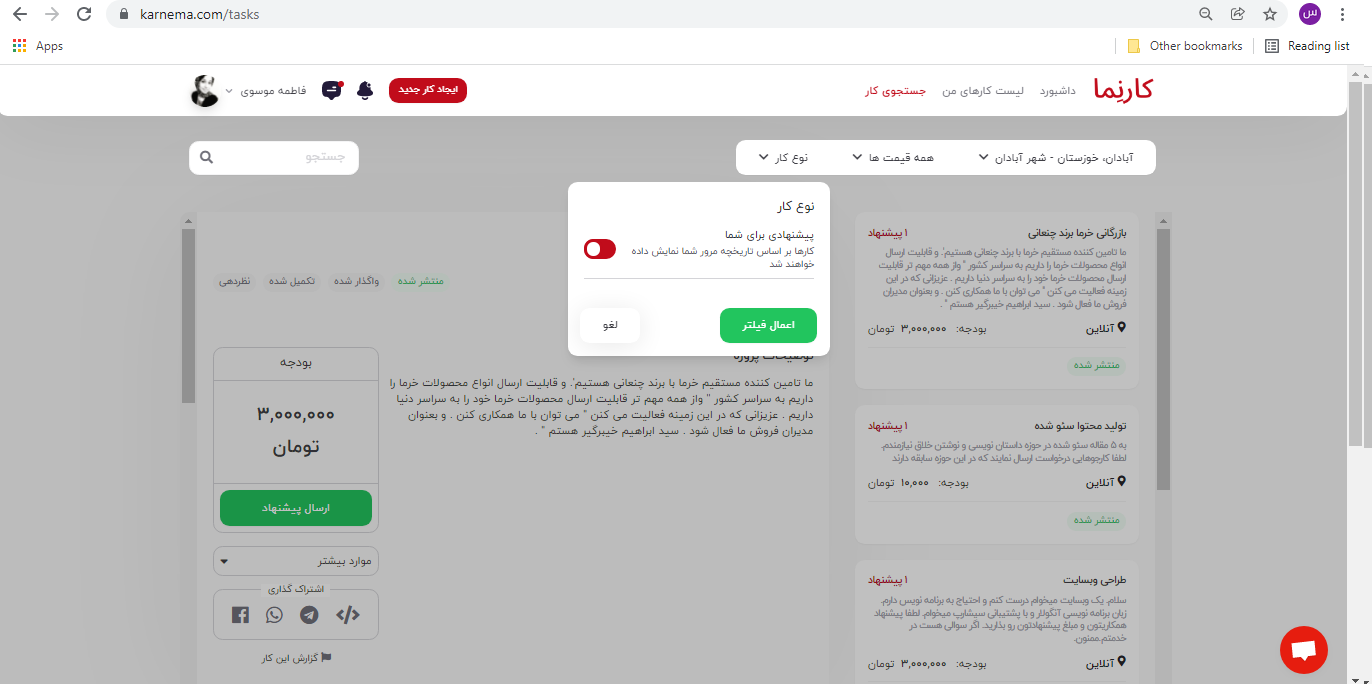 karnema.com/tasks
س
Apps
Other bookmarks
Reading list
کارنِما
داشبورد
لیست کارهای من
جستجوی کار
ایجاد کار جدید
فاطمه موسوی
آبادان، خوزستان - شهر آبادان
همه قیمت ها
نوع کار
جستجو
نوع کار
پیشنهادی برای شما
کارها بر اساس تاریخچه مرور شما نمایش داده
خواهند شد
اعمال فیلتر
لغو
بازرگانی خرما برند چنعانی
۱ پیشنهاد
ما تامین کننده مستقیم خرما با برند چنعانی هستیم'. و قابلیت ارسال
انواع محصولات خرما را داریم به سراسر کشور " واز همه مهم تر قابلیت
ارسال محصولات خرما خود را به سراسر دنیا داریم . عزیزانی که در این
زمینه فعالیت می کنن " می توان با ما همکاری کنن . و بعنوان مدیران
فروش ما فعال شود . سید ابراهیم خیبرگیر هستم " .
آنلاین
بودجه: ۳,۰۰۰,۰۰۰ تومان
منتشر شده
تولید محتوا سئو شده
۱ پیشنهاد
به ۵ مقاله سئو شده در حوزه داستان نویسی و نوشتن خلاق نیازمندم.
لطفا کارجوهایی درخواست ارسال نمایند که در این حوزه سابقه دارند
آنلاین
بودجه: ۱۰,۰۰۰ تومان
منتشر شده
طراحی وبسایت
۱ پیشنهاد
سلام. یک وبسایت میخوام درست کنم و احتیاج به برنامه نویس دارم.
زبان برنامه نویسی آنگولار و با پشتیبانی سیشارپ میخوام. لطفا پیشنهاد
همکاریتون و مبلغ پیشنهادتون رو بذارید. اگر سوالی هست در
خدمتم.ممنون.
آنلاین
بودجه: ۳,۰۰۰,۰۰۰ تومان
منتشر شده
واگذار شده
تکمیل شده
نظردهی
توضیحات پروژه
ما تامین کننده مستقیم خرما با برند چنعانی هستیم'. و قابلیت ارسال انواع محصولات خرما را
داریم به سراسر کشور " واز همه مهم تر قابلیت ارسال محصولات خرما خود را به سراسر دنیا
داریم . عزیزانی که در این زمینه فعالیت می کنن " می توان با ما همکاری کنن . و بعنوان
مدیران فروش ما فعال شود . سید ابراهیم خیبرگیر هستم " .
بودجه
۳,۰۰۰,۰۰۰
تومان
ارسال پیشنهاد
موارد بیشتر
اشتراک گذاری
گزارش این کار